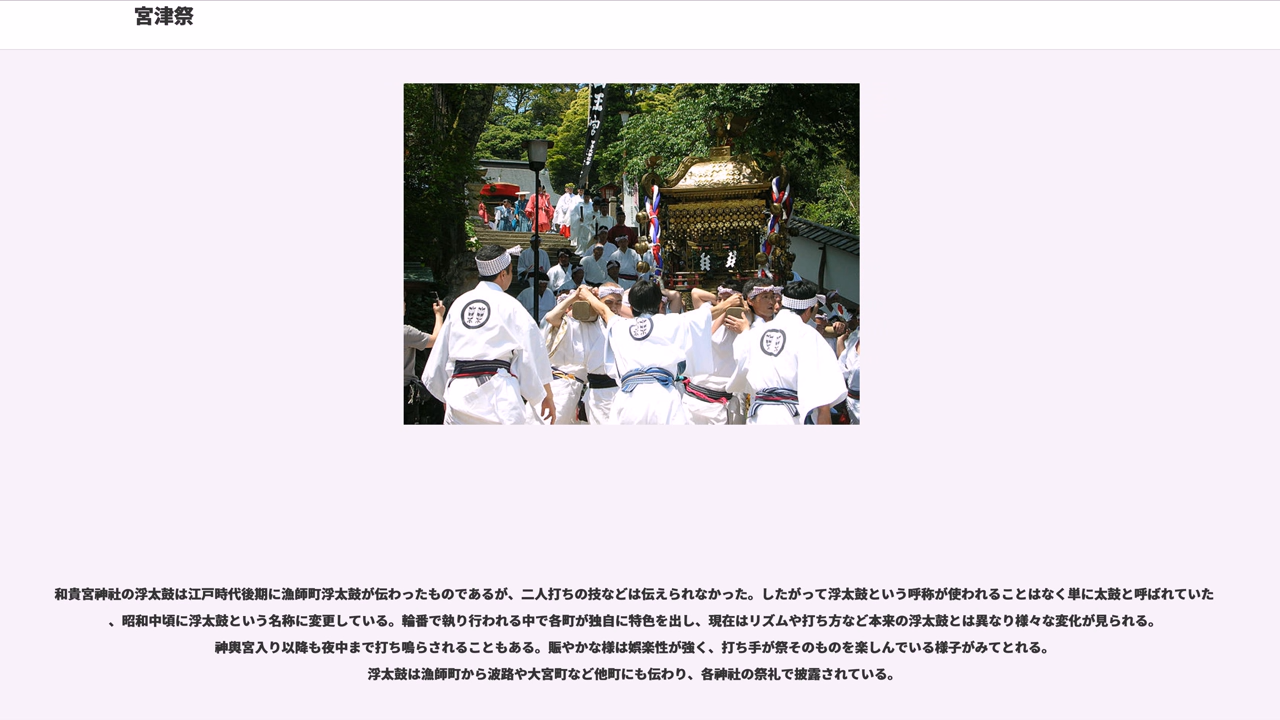 宮津祭
王宮
和貴宮神社の浮太鼓は江戸時代後期に漁師町浮太鼓が伝わったものであるが、二人打ちの技などは伝えられなかった。したがって浮太鼓という呼称が使われることはなく単に太鼓と呼ばれていた
、昭和中頃に浮太鼓という名称に変更している。輪番で執り行われる中で各町が独自に特色を出し、現在はリズムや打ち方など本来の浮太鼓とは異なり様々な変化が見られる。
神輿宮入り以降も夜中まで打ち鳴らされることもある。賑やかな様は娯楽性が強く、打ち手が祭そのものを楽しんでいる様子がみてとれる。
浮太鼓は漁師町から波路や大宮町など他町にも伝わり、各神社の祭礼で披露されている。